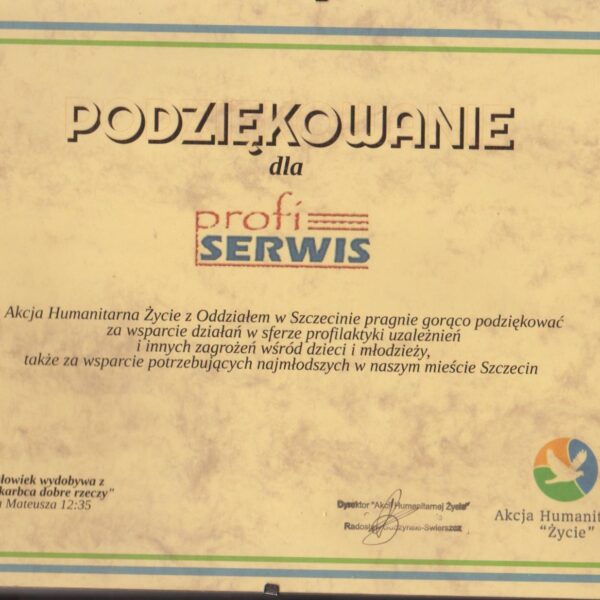 PODZIĘKOWANIE
dla
profi
SERWIS
Akcja Humanitarna Życie z Oddziałem w Szczecinie pragnie gorąco podziękować
za wsparcie działań w sferze profilaktyki uzależnień
i innych zagrożeń wśród dzieci i młodzieży,
także za wsparcie potrzebujących najmłodszych w naszym mieście Szczecin
łowiek wydobywa z
karbca dobre rzeczy"
Mateusza 12:35
Dyrektor "Akcji Humanitarnej Życie"
Akcja Humanit
"Życie"